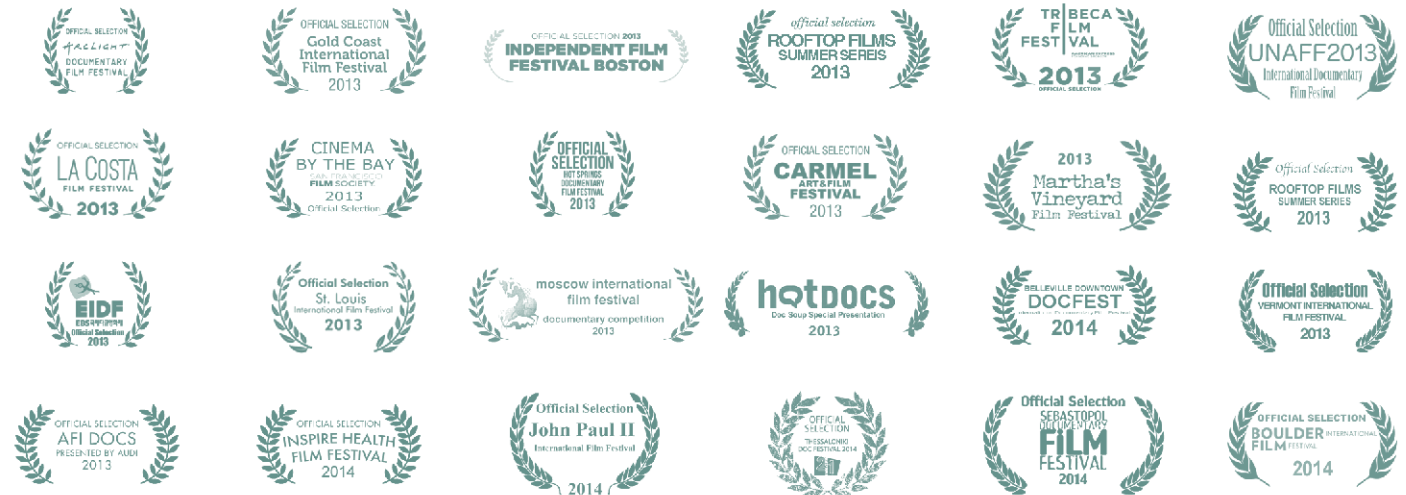 OFFICIAL SELECTION
ARCLIGHT
DOCUMENTARY
FILM FESTIVAL
OFFICIAL SELECTION
Gold Coast
International
Film Festival
2013
OFFICIAL SELECTION 2013
INDEPENDENT FILM
FESTIVAL BOSTON
official selection
ROOFTOP FILMS
SUMMER SEREIS
2013
TRIBECA
FILM
FESTIVAL
2013
OFFICIAL SELECTION
Official Selection
UNAFF2013
International Documentary
Film Festival
OFFICIAL SELECTION
LA COSTA
FILM FESTIVAL
2013
CINEMA
BY THE BAY
SAN FRANCISCO
FILM SOCIETY
2013
Official Selection
OFFICIAL
SELECTION
HOT SPRINGS
DOCUMENTARY
FILM FESTIVAL
2013
OFFICIAL SELECTION
CARMEL
ART&FILM
FESTIVAL
2013
2013
Martha's
Vineyard
Film Festival
Official Selection
ROOFTOP FILMS
SUMMER SERIES
2013
EIDF
Official Selection
2013
Official Selection
St. Louis
International Film Festival
2013
moscow international
film festival
documentary competition
2013
hotDOCS
Doc Soup Special Presentation
2013
BELLEVILLE DOWNTOWN
DOCFEST
2014
Official Selection
VERMONT INTERNATIONAL
FILM FESTIVAL
2013
OFFICIAL SELECTION
AFI DOCS
PRESENTED BY AUDI
2013
OFFICIAL SELECTION
INSPIRE HEALTH
FILM FESTIVAL
2014
Official Selection
John Paul II
International Film Festival
2014
OFFICIAL
SELECTION
THESSALONIKI
DOC FESTIVAL 2014
Official Selection
SEBASTOPOL
DOCUMENTARY
FiLM
FESTIVAL
2014
OFFICIAL SELECTION
BOULDER INTERNATIONAL
FILM FESTIVAL
2014